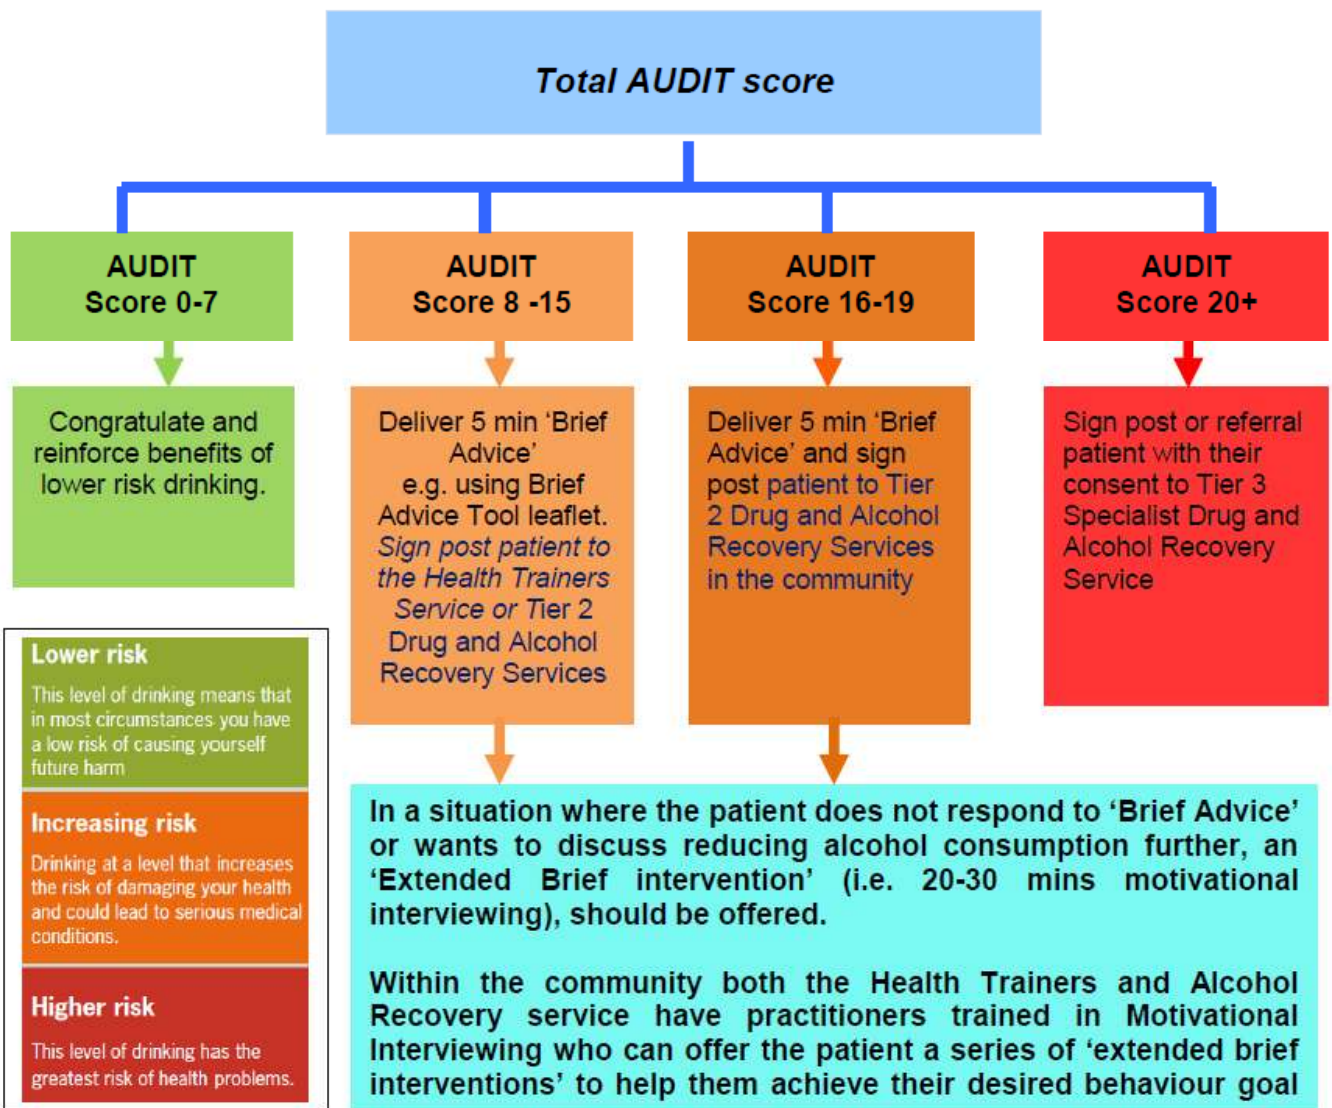 Total AUDIT score
AUDIT
Score 0-7
AUDIT
Score 8 -15
AUDIT
Score 16-19
AUDIT
Score 20+
Congratulate and
reinforce benefits of
lower risk drinking.
Deliver 5 min ‘Brief
Advice’
e.g. using Brief
Advice Tool leaflet.
Sign post patient to
the Health Trainers
Service or Tier 2
Drug and Alcohol
Recovery Services
Deliver 5 min ‘Brief
Advice’ and sign
post patient to Tier
2 Drug and Alcohol
Recovery Services
in the community
Sign post or referral
patient with their
consent to Tier 3
Specialist Drug and
Alcohol Recovery
Service
Lower risk
This level of drinking means that
in most circumstances you have
a low risk of causing yourself
future harm
Increasing risk
Drinking at a level that increases
the risk of damaging your health
and could lead to serious medical
conditions.
Higher risk
This level of drinking has the
greatest risk of health problems.
In a situation where the patient does not respond to ‘Brief Advice’
or wants to discuss reducing alcohol consumption further, an
‘Extended Brief intervention’ (i.e. 20-30 mins motivational
interviewing), should be offered.
Within the community both the Health Trainers and Alcohol
Recovery service have practitioners trained in Motivational
Interviewing who can offer the patient a series of ‘extended brief
interventions’ to help them achieve their desired behaviour goal